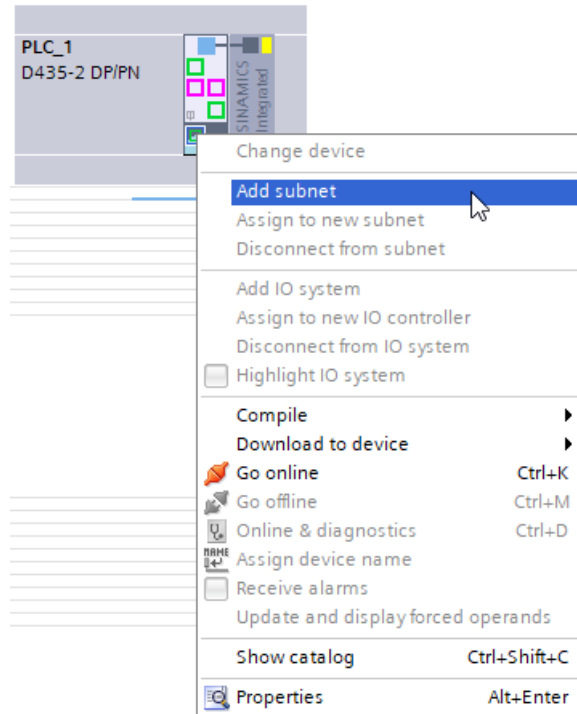 PLC_1
D435-2 DP/PN
SINAMICS
Integrated
Change device
Add subnet
Assign to new subnet
Disconnect from subnet
Add IO system
Assign to new IO controller
Disconnect from IO system
Highlight IO system
Compile
Download to device
Go online Ctrl+K
Go offline Ctrl+M
Online & diagnostics Ctrl+D
NAME Assign device name
Receive alarms
Update and display forced operands
Show catalog Ctrl+Shift+C
Properties Alt+Enter